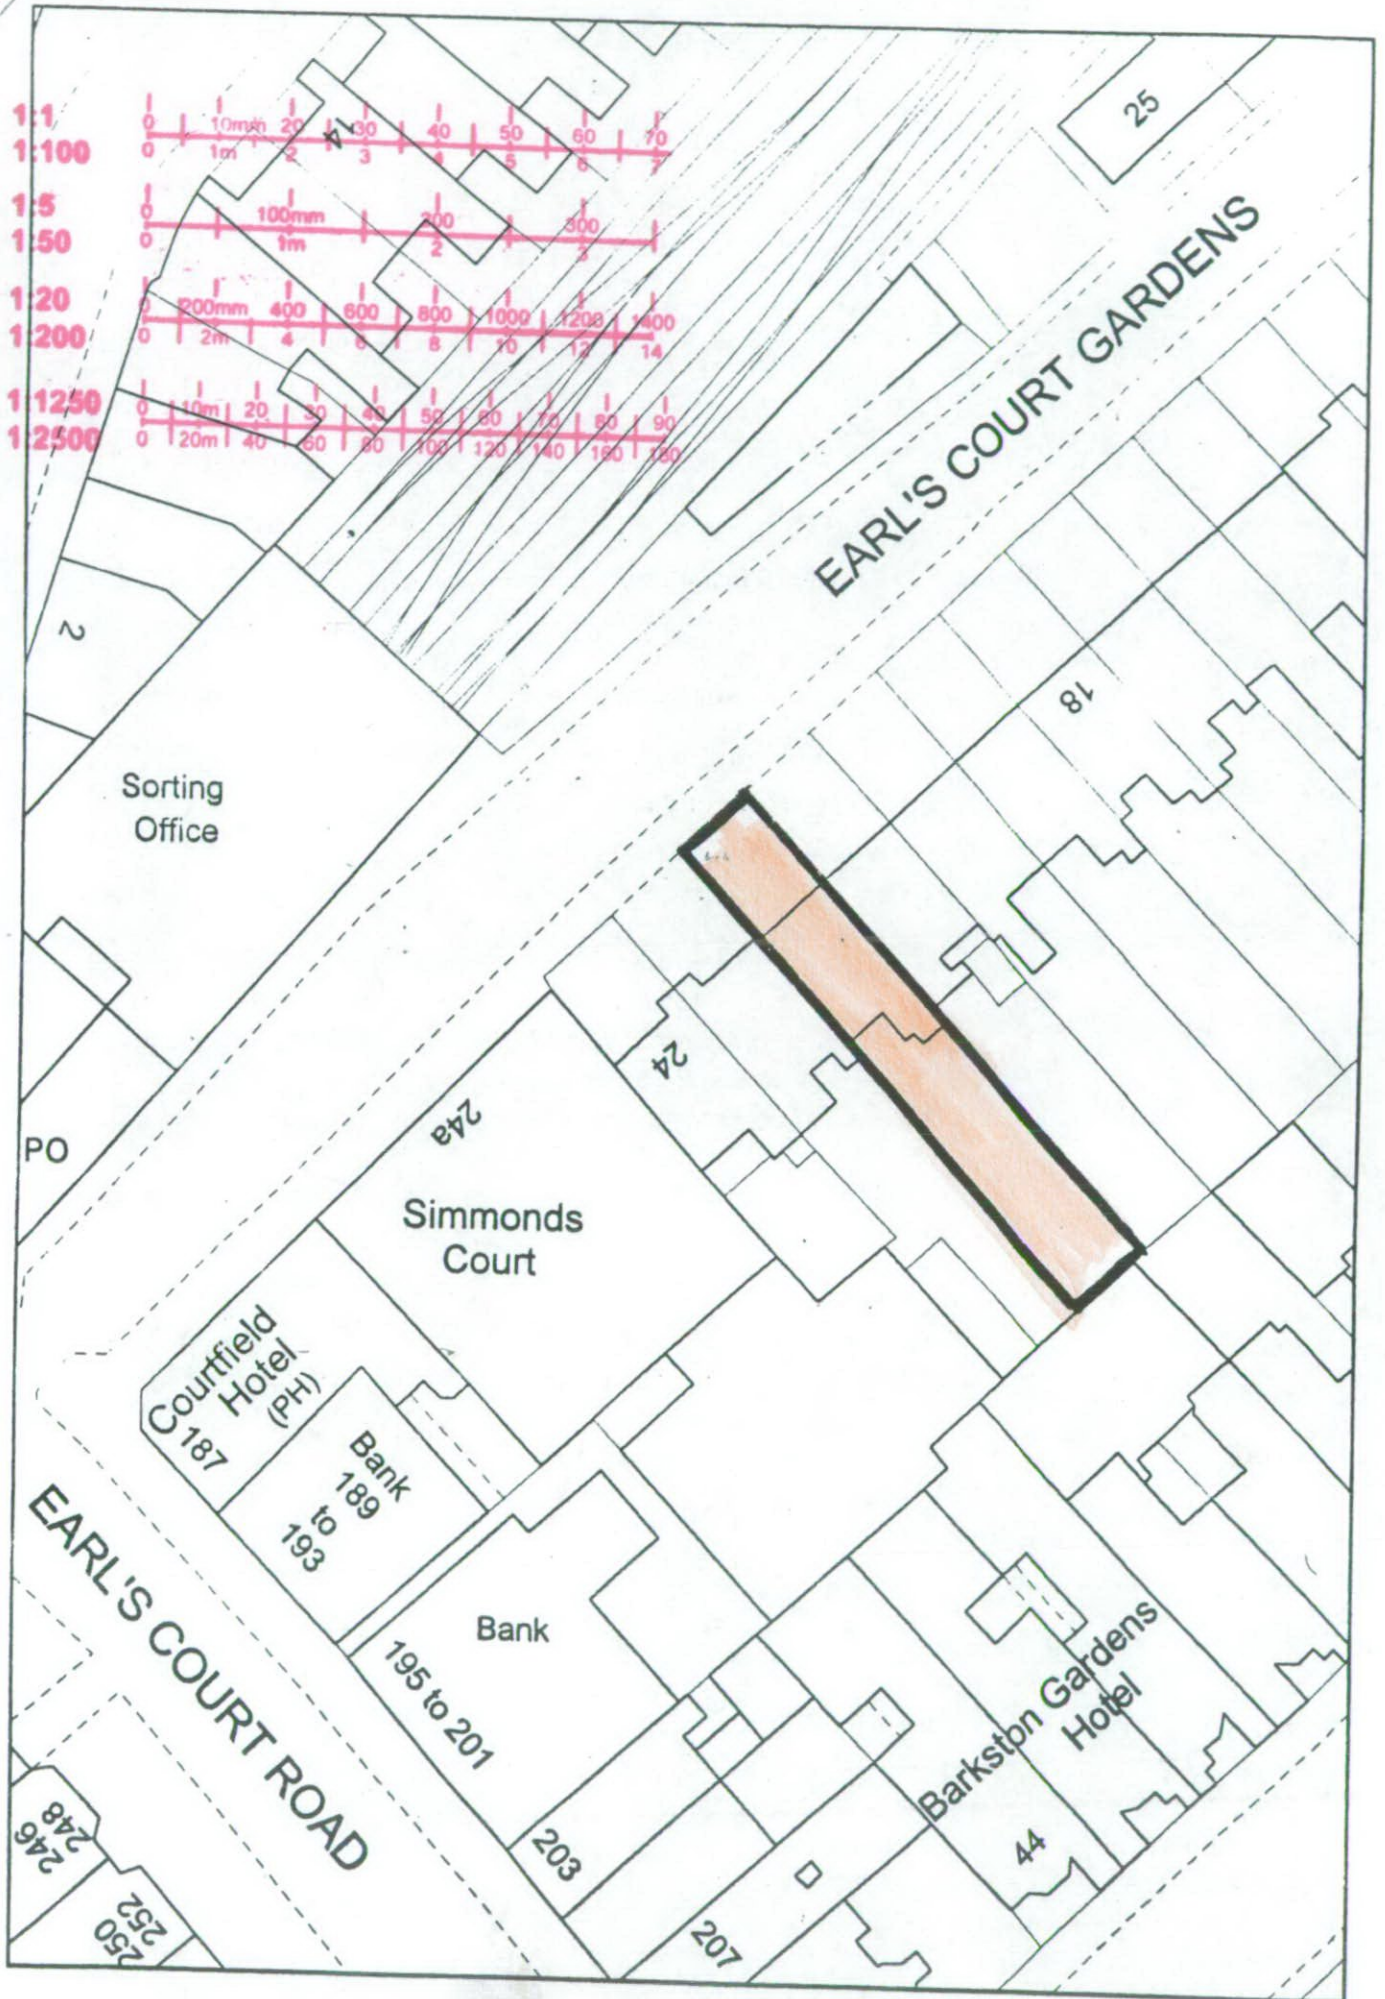 1:1
0 10mm 20 30 40 50 60 70
1:100
0 1m 2 3 4 5 6 7
1:5
0 100mm 200 300
1:50
0 1m 2 3
1:20
0 200mm 400 600 800 1000 1200 1400
1:200
0 2m 4 6 8 10 12 14
1:1250
0 10m 20 30 40 50 60 70 80 90
1:2500
0 20m 40 60 80 100 120 140 160 180
14
25
EARL'S COURT GARDENS
2
18
Sorting
Office
24
24a
PO
Simmonds
Court
Courtfield
Hotel
(PH)
187
Bank
189
to
193
EARL'S COURT ROAD
Bank
195 to 201
Barkston Gardens
Hotel
44
203
207
246
248
250
252